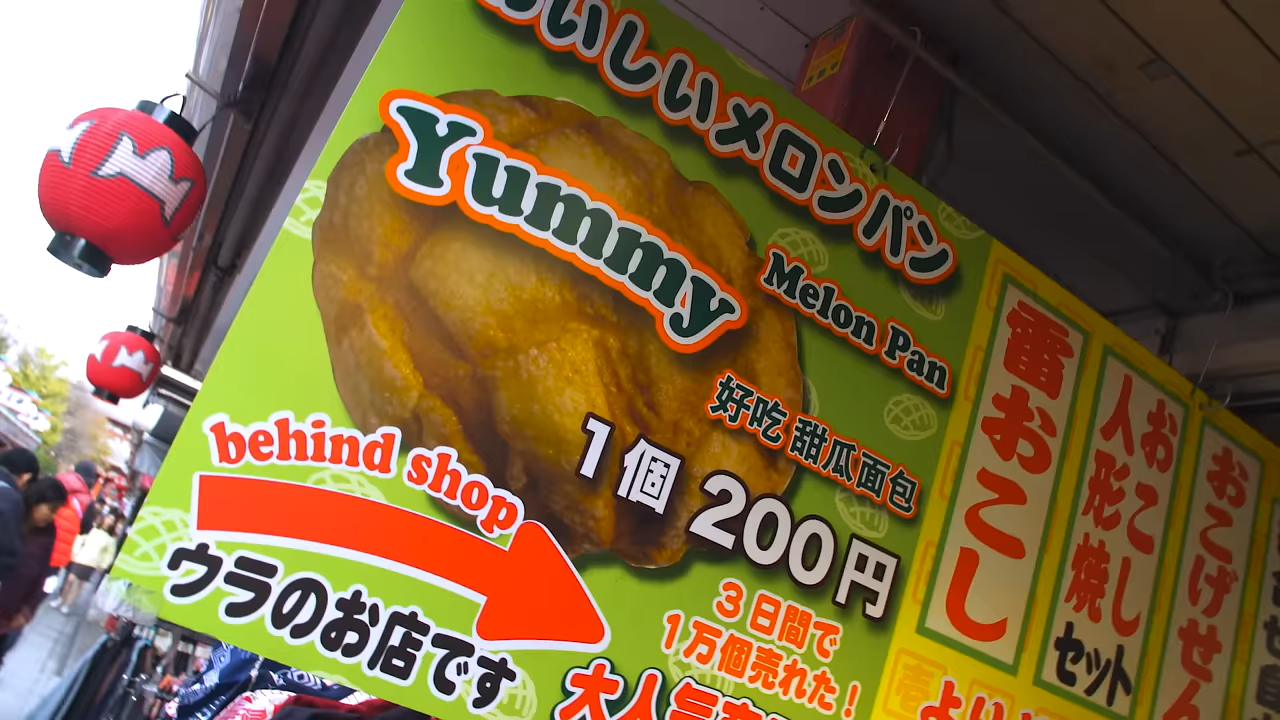 おいしいメロンパン
Yummy
Melon Pan
好吃 甜瓜面包
1個 200円
behind shop
ウラのお店です
3日間で
1万個売れた!
雷おこし
おこし
人形焼
セット
おこげせん